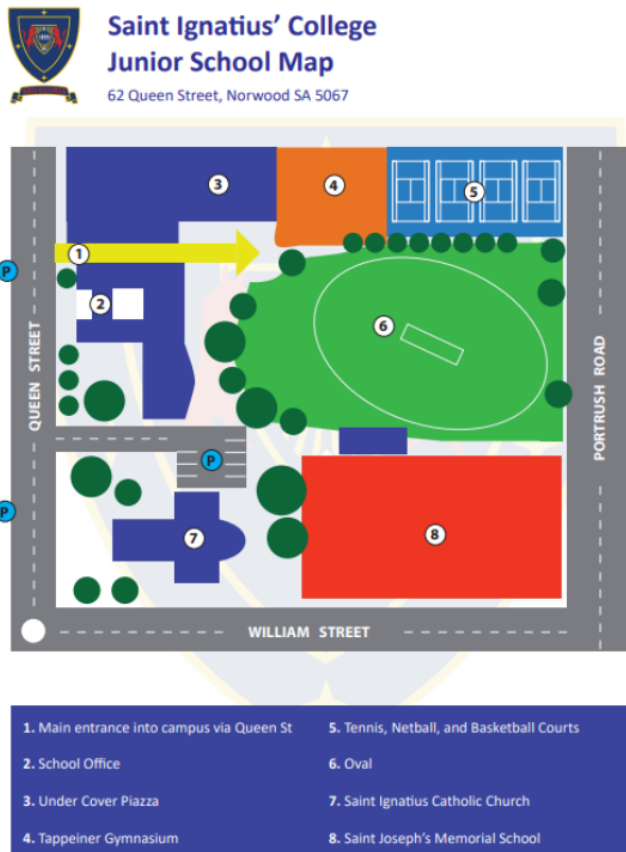 Saint Ignatius’ College
Junior School Map
62 Queen Street, Norwood SA 5067
3
4
5
1
P
2
6
QUEEN STREET
PORTRUSH ROAD
P
P
7
8
WILLIAM STREET
1. Main entrance into campus via Queen St
2. School Office
3. Under Cover Piazza
4. Tappeiner Gymnasium
5. Tennis, Netball, and Basketball Courts
6. Oval
7. Saint Ignatius Catholic Church
8. Saint Joseph’s Memorial School